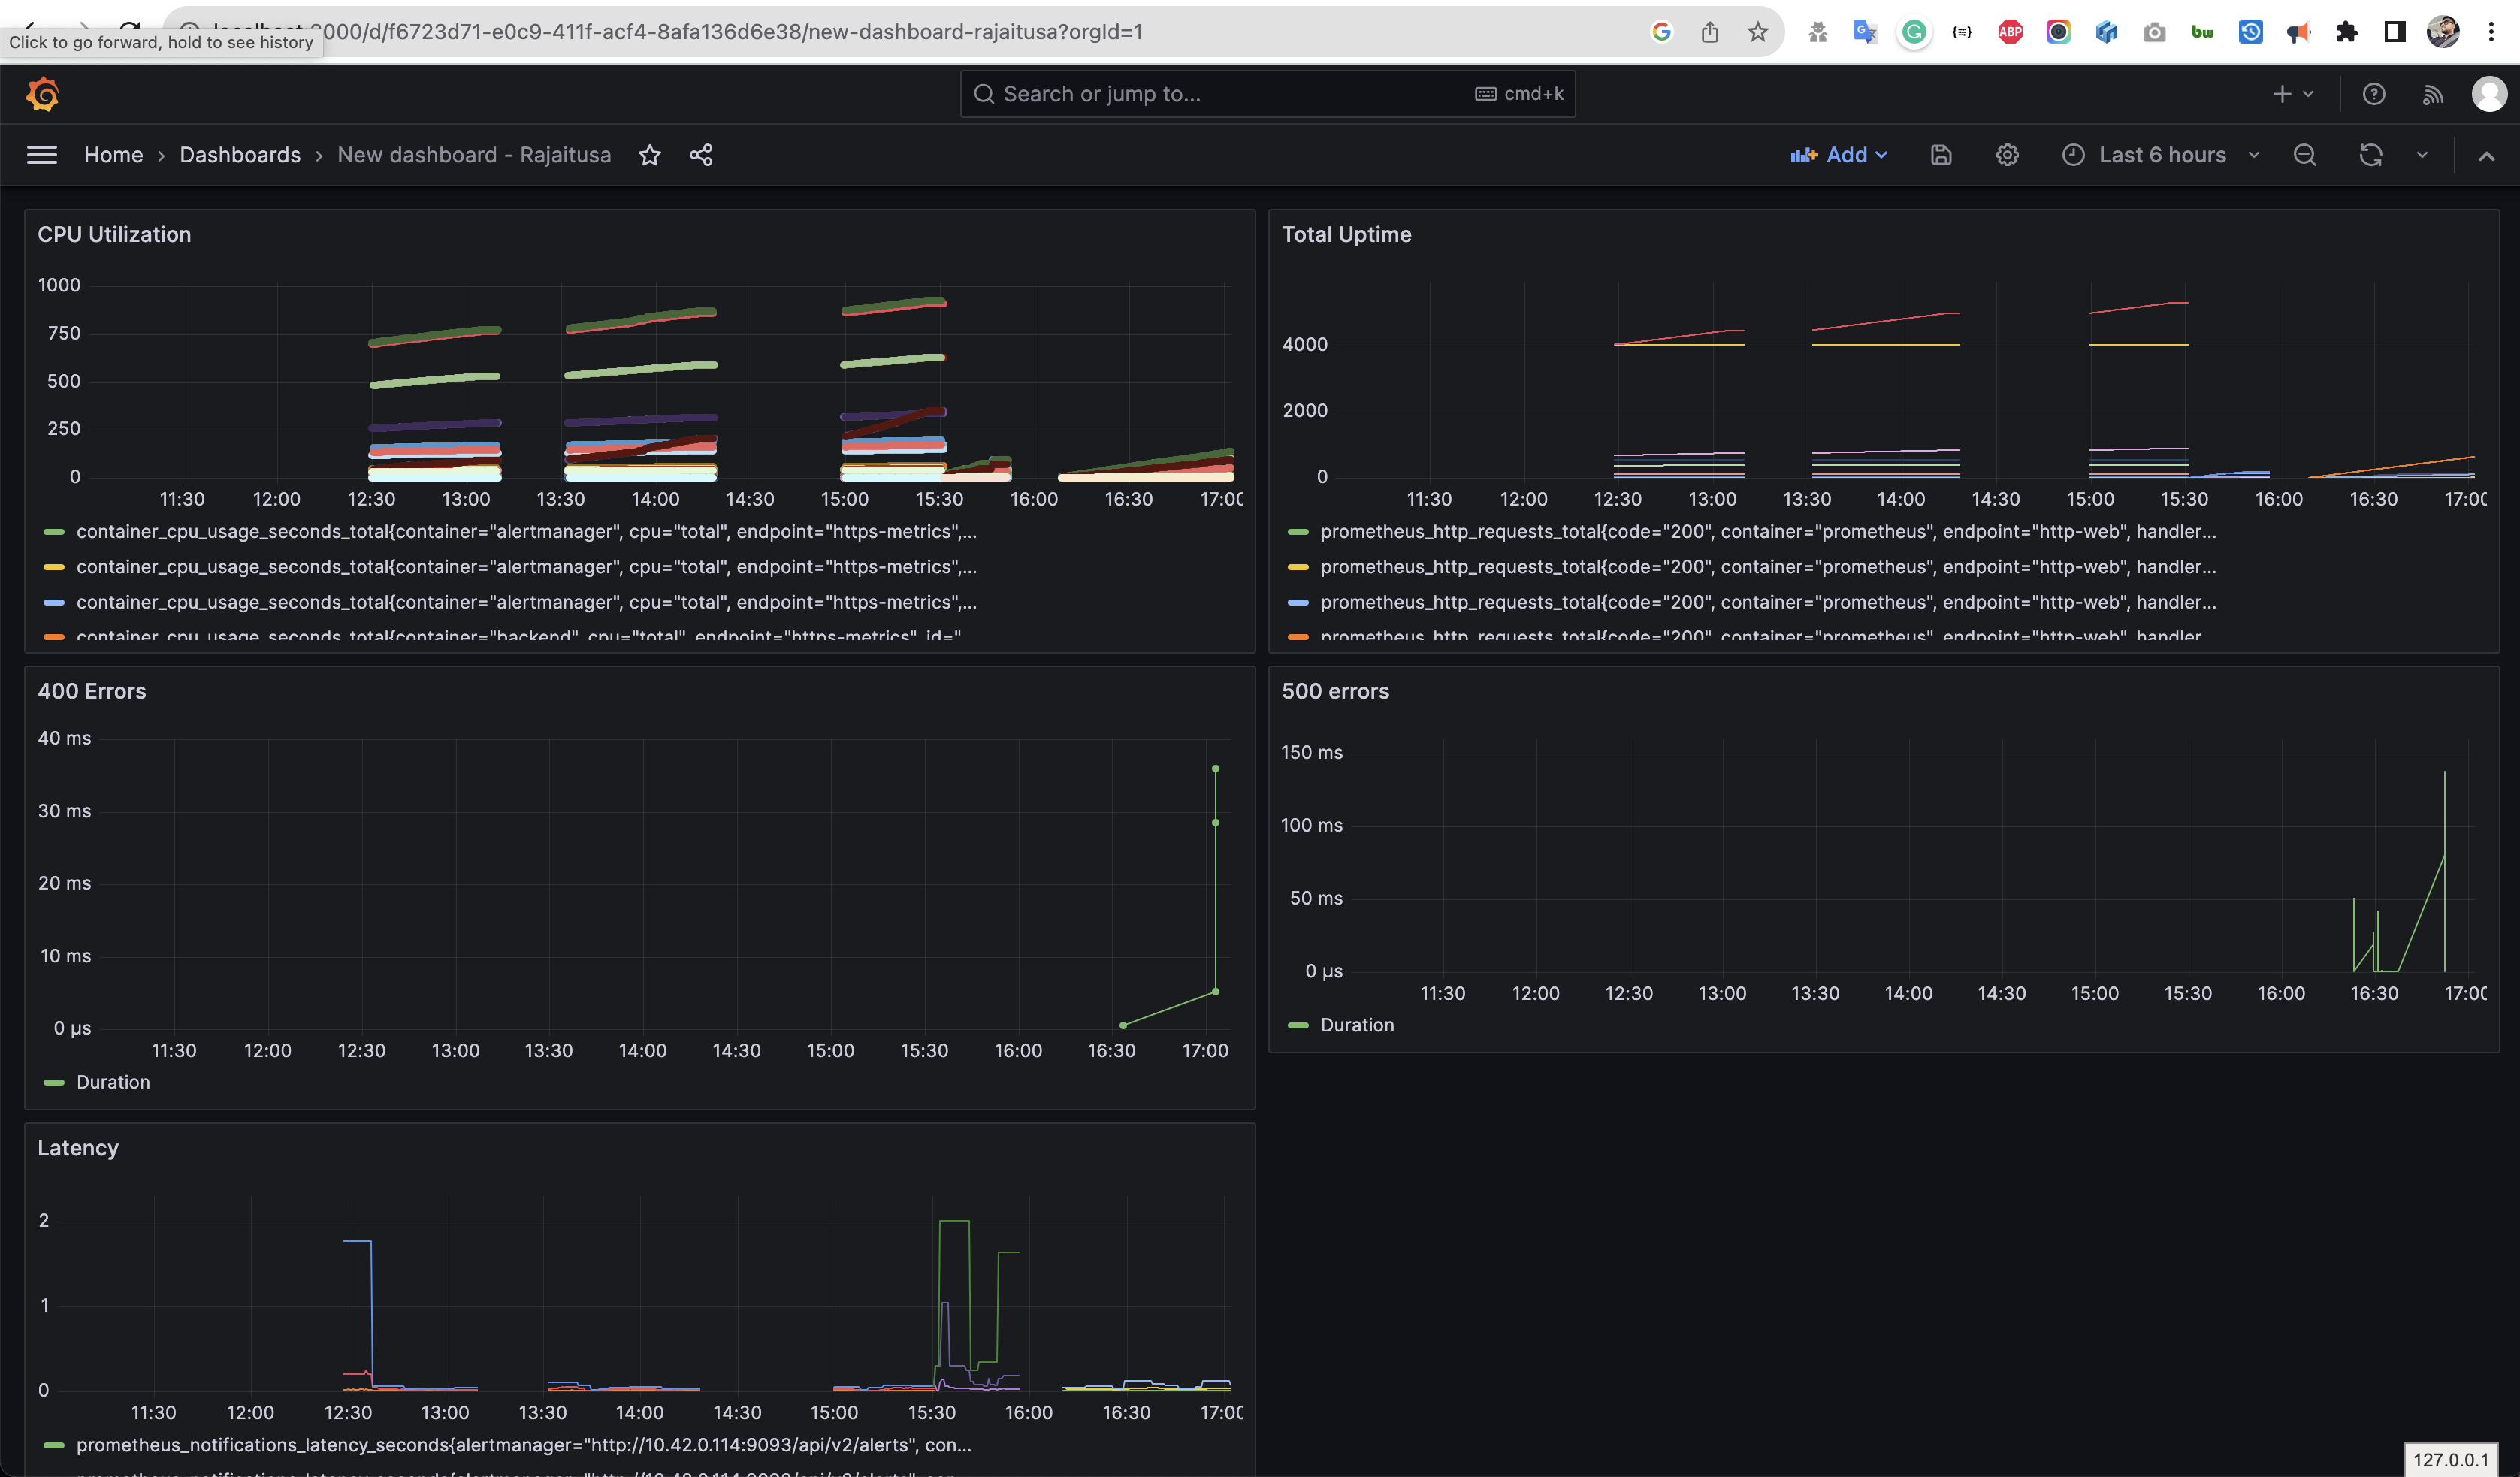 localhost:3000/d/f6723d71-e0c9-411f-acf4-8afa136d6e38/new-dashboard-rajaitusa?orgId=1
Click to go forward, hold to see history
ABP
bw
Search or jump to...
cmd+k
Home
Dashboards
New dashboard - Rajaitusa
Add
Last 6 hours
CPU Utilization
1000
750
500
250
0
11:30 12:00 12:30 13:00 13:30 14:00 14:30 15:00 15:30 16:00 16:30 17:00
container_cpu_usage_seconds_total{container="alertmanager", cpu="total", endpoint="https-metrics",...
container_cpu_usage_seconds_total{container="alertmanager", cpu="total", endpoint="https-metrics",...
container_cpu_usage_seconds_total{container="alertmanager", cpu="total", endpoint="https-metrics",...
container_cpu_usage_seconds_total{container="backend", cpu="total", endpoint="https-metrics", id="
Total Uptime
4000
2000
0
11:30 12:00 12:30 13:00 13:30 14:00 14:30 15:00 15:30 16:00 16:30 17:00
prometheus_http_requests_total{code="200", container="prometheus", endpoint="http-web", handler...
prometheus_http_requests_total{code="200", container="prometheus", endpoint="http-web", handler...
prometheus_http_requests_total{code="200", container="prometheus", endpoint="http-web", handler...
prometheus_http_requests_total{code="200", container="prometheus", endpoint="http-web", handler
400 Errors
40 ms
30 ms
20 ms
10 ms
0 µs
11:30 12:00 12:30 13:00 13:30 14:00 14:30 15:00 15:30 16:00 16:30 17:00
Duration
500 errors
150 ms
100 ms
50 ms
0 µs
11:30 12:00 12:30 13:00 13:30 14:00 14:30 15:00 15:30 16:00 16:30 17:00
Duration
Latency
2
1
0
11:30 12:00 12:30 13:00 13:30 14:00 14:30 15:00 15:30 16:00 16:30 17:00
prometheus_notifications_latency_seconds{alertmanager="http://10.42.0.114:9093/api/v2/alerts", con...
127.0.0.1